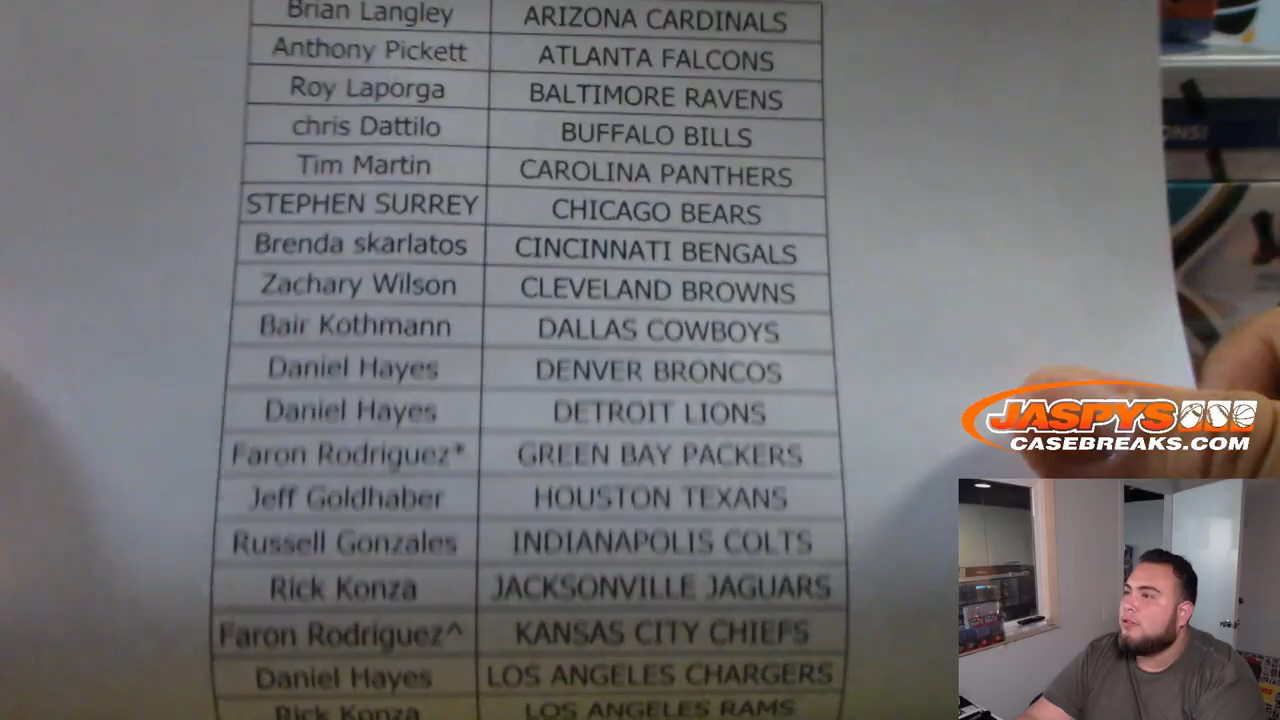 Brian Langley ARIZONA CARDINALS
Anthony Pickett ATLANTA FALCONS
Roy Laporga BALTIMORE RAVENS
chris Dattilo BUFFALO BILLS
Tim Martin CAROLINA PANTHERS
STEPHEN SURREY CHICAGO BEARS
Brenda skarlatos CINCINNATI BENGALS
Zachary Wilson CLEVELAND BROWNS
Bair Kothmann DALLAS COWBOYS
Daniel Hayes DENVER BRONCOS
Daniel Hayes DETROIT LIONS
Faron Rodriguez* GREEN BAY PACKERS
Jeff Goldhaber HOUSTON TEXANS
Russell Gonzales INDIANAPOLIS COLTS
Rick Konza JACKSONVILLE JAGUARS
Faron Rodriguez^ KANSAS CITY CHIEFS
Daniel Hayes LOS ANGELES CHARGERS
Rick Konza LOS ANGELES RAMS
JASPYS
CASEBREAKS.COM